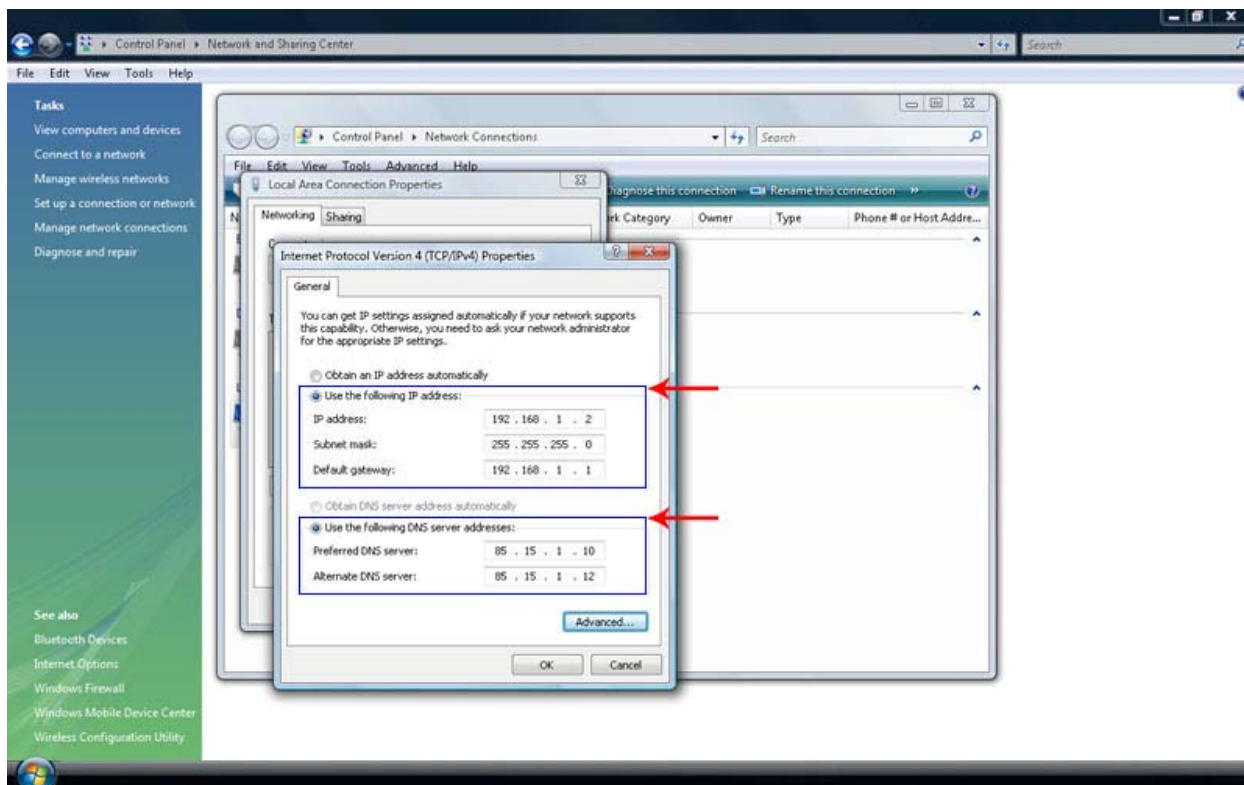 Control Panel ▸ Network and Sharing Center
Search
File Edit View Tools Help
Tasks
View computers and devices
Connect to a network
Manage wireless networks
Set up a connection or network
Manage network connections
Diagnose and repair
See also
Bluetooth Devices
Internet Options
Windows Firewall
Windows Mobile Device Center
Wireless Configuration Utility
Control Panel ▸ Network Connections
Search
File Edit View Tools Advanced Help
Diagnose this connection Rename this connection »
Category Owner Type Phone # or Host Addre...
Local Area Connection Properties
Networking Sharing
Internet Protocol Version 4 (TCP/IPv4) Properties
General
You can get IP settings assigned automatically if your network supports
this capability. Otherwise, you need to ask your network administrator
for the appropriate IP settings.
Obtain an IP address automatically
Use the following IP address:
IP address: 192 . 168 . 1 . 2
Subnet mask: 255 . 255 . 255 . 0
Default gateway: 192 . 168 . 1 . 1
Obtain DNS server address automatically
Use the following DNS server addresses:
Preferred DNS server: 85 . 15 . 1 . 10
Alternate DNS server: 85 . 15 . 1 . 12
Advanced...
OK Cancel